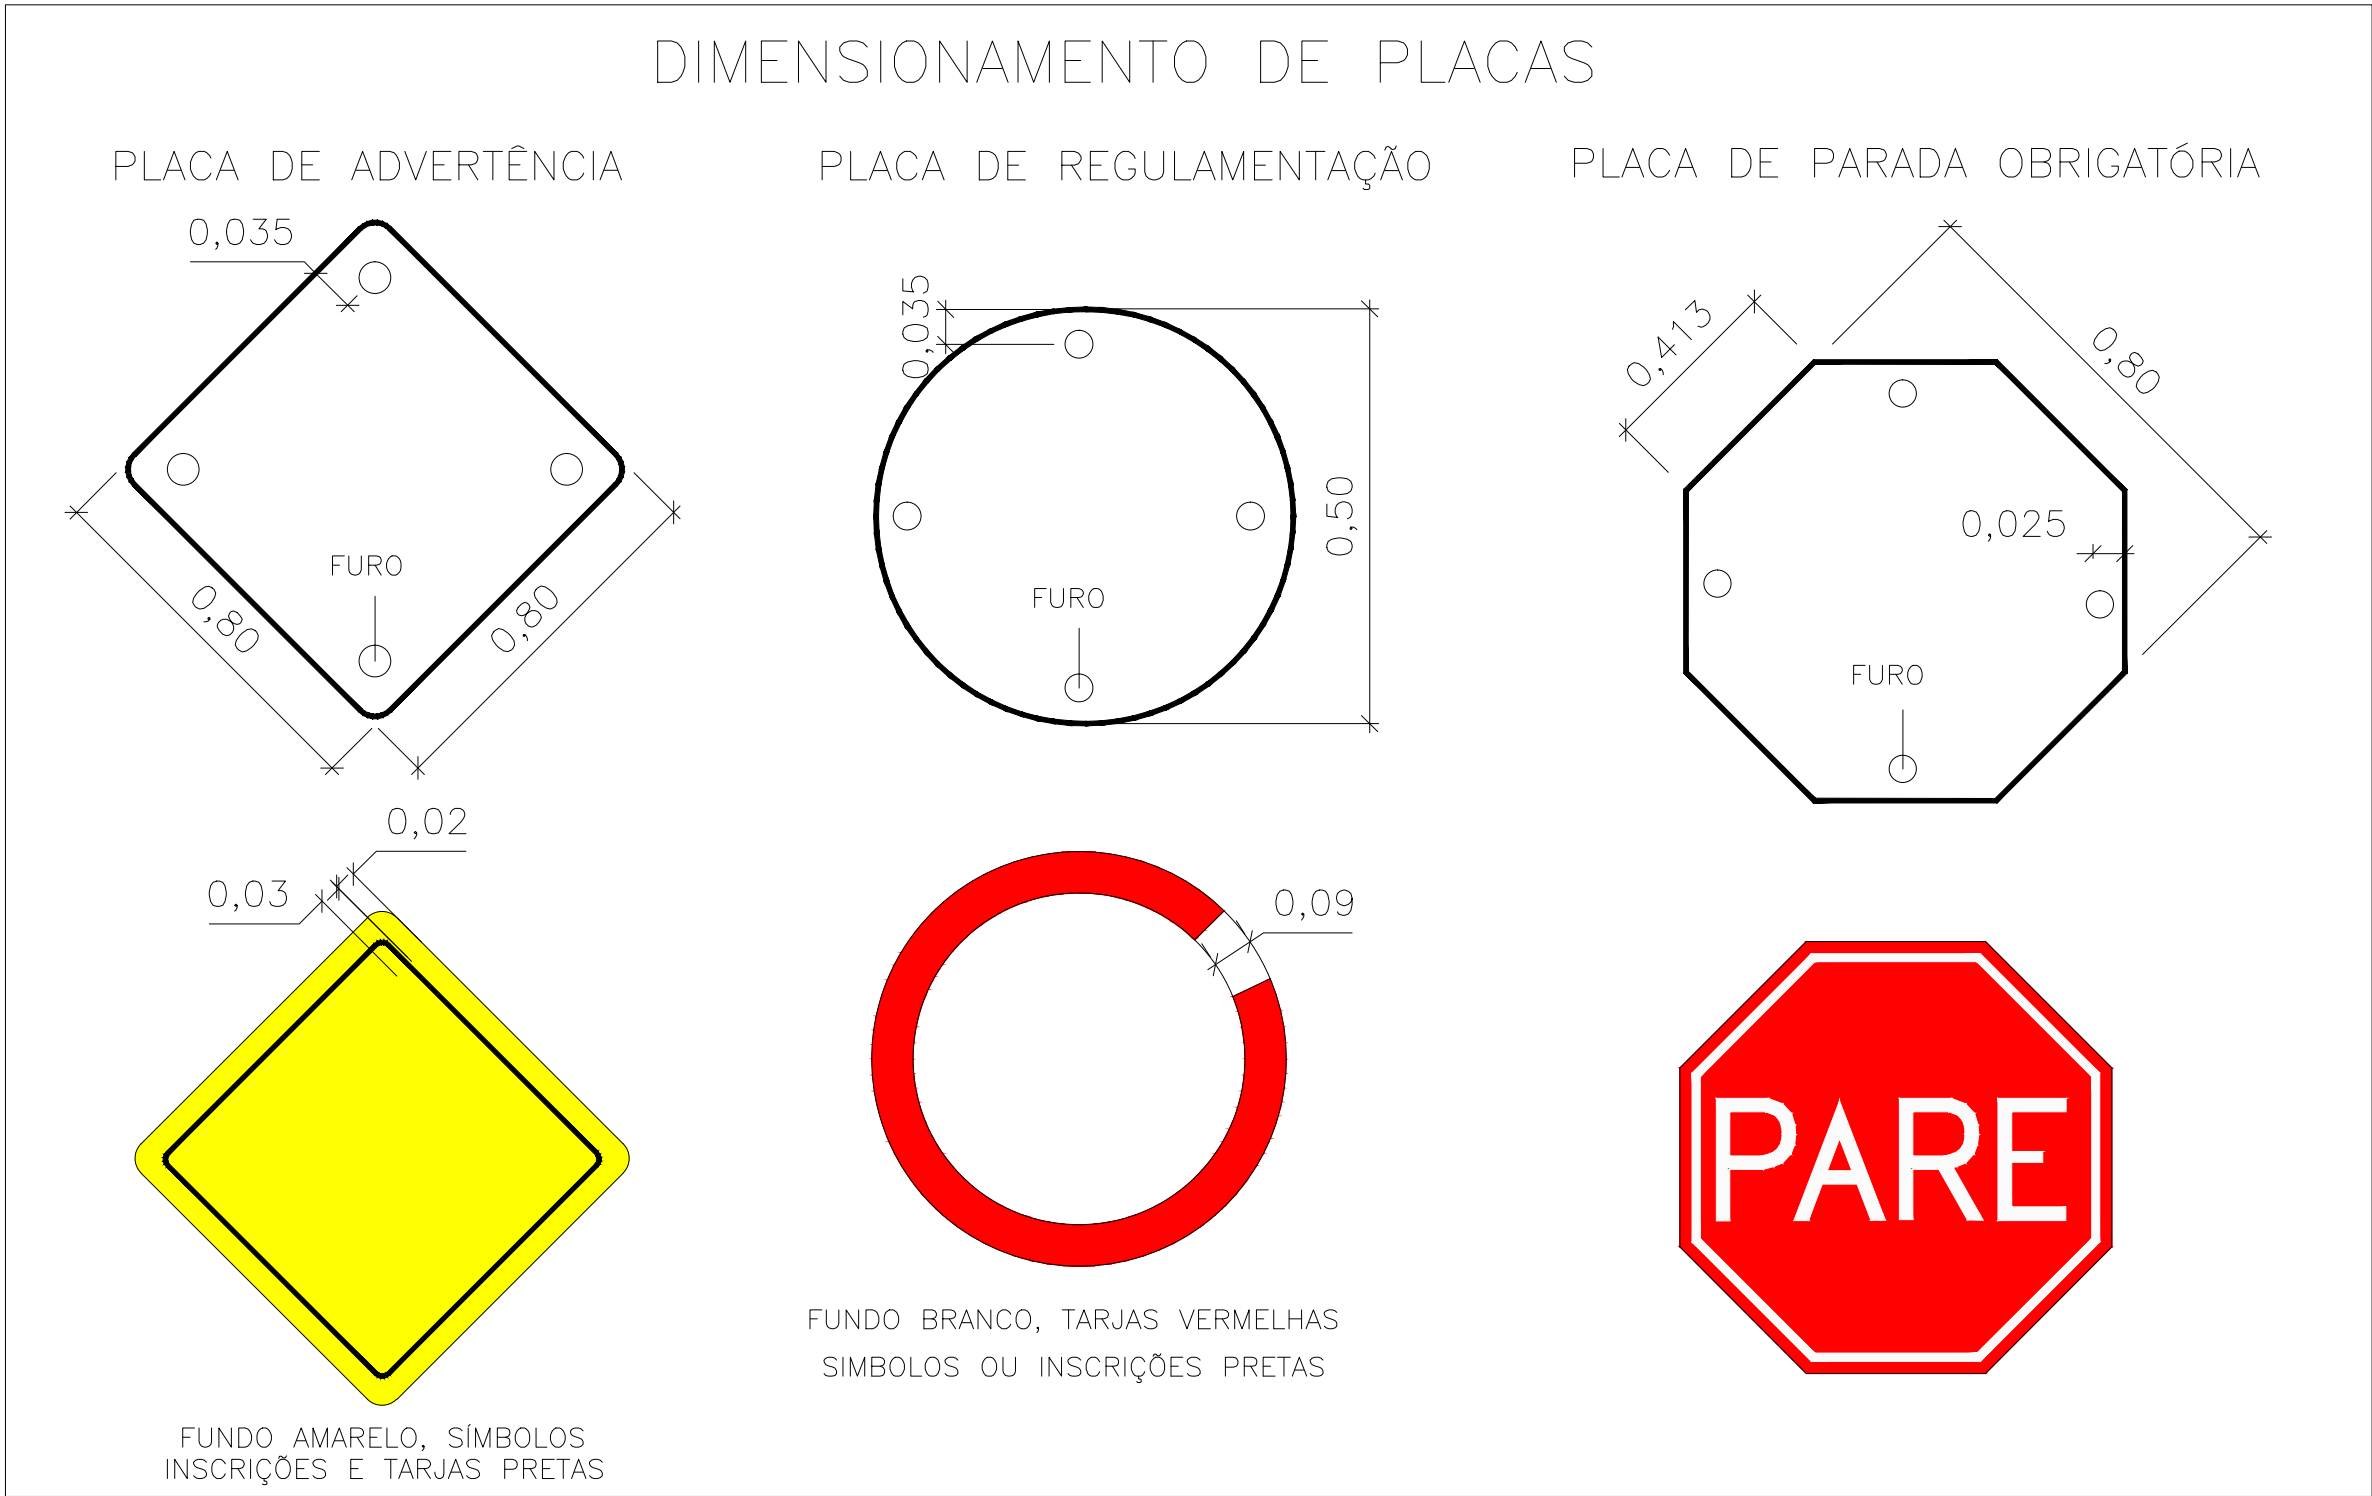 DIMENSIONAMENTO DE PLACAS
PLACA DE ADVERTÊNCIA
0,035
FURO
0,80
0,80
PLACA DE REGULAMENTAÇÃO
0,035
0,50
FURO
PLACA DE PARADA OBRIGATÓRIA
0,413
0,80
0,025
FURO
0,02
0,03
FUNDO AMARELO, SÍMBOLOS
INSCRIÇÕES E TARJAS PRETAS
0,09
FUNDO BRANCO, TARJAS VERMELHAS
SIMBOLOS OU INSCRIÇÕES PRETAS
PARE